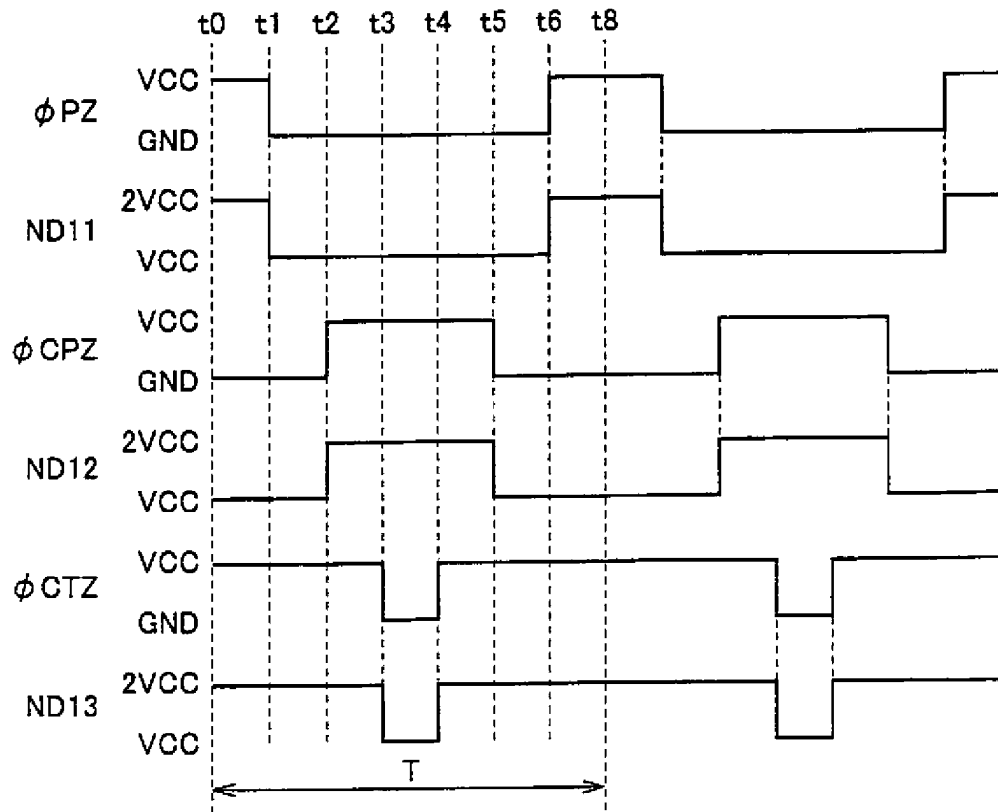 t0 t1 t2 t3 t4 t5 t6 t8
VCC
ϕPZ
GND
2VCC
ND11
VCC
VCC
ϕCPZ
GND
2VCC
ND12
VCC
VCC
ϕCTZ
GND
2VCC
ND13
VCC
T